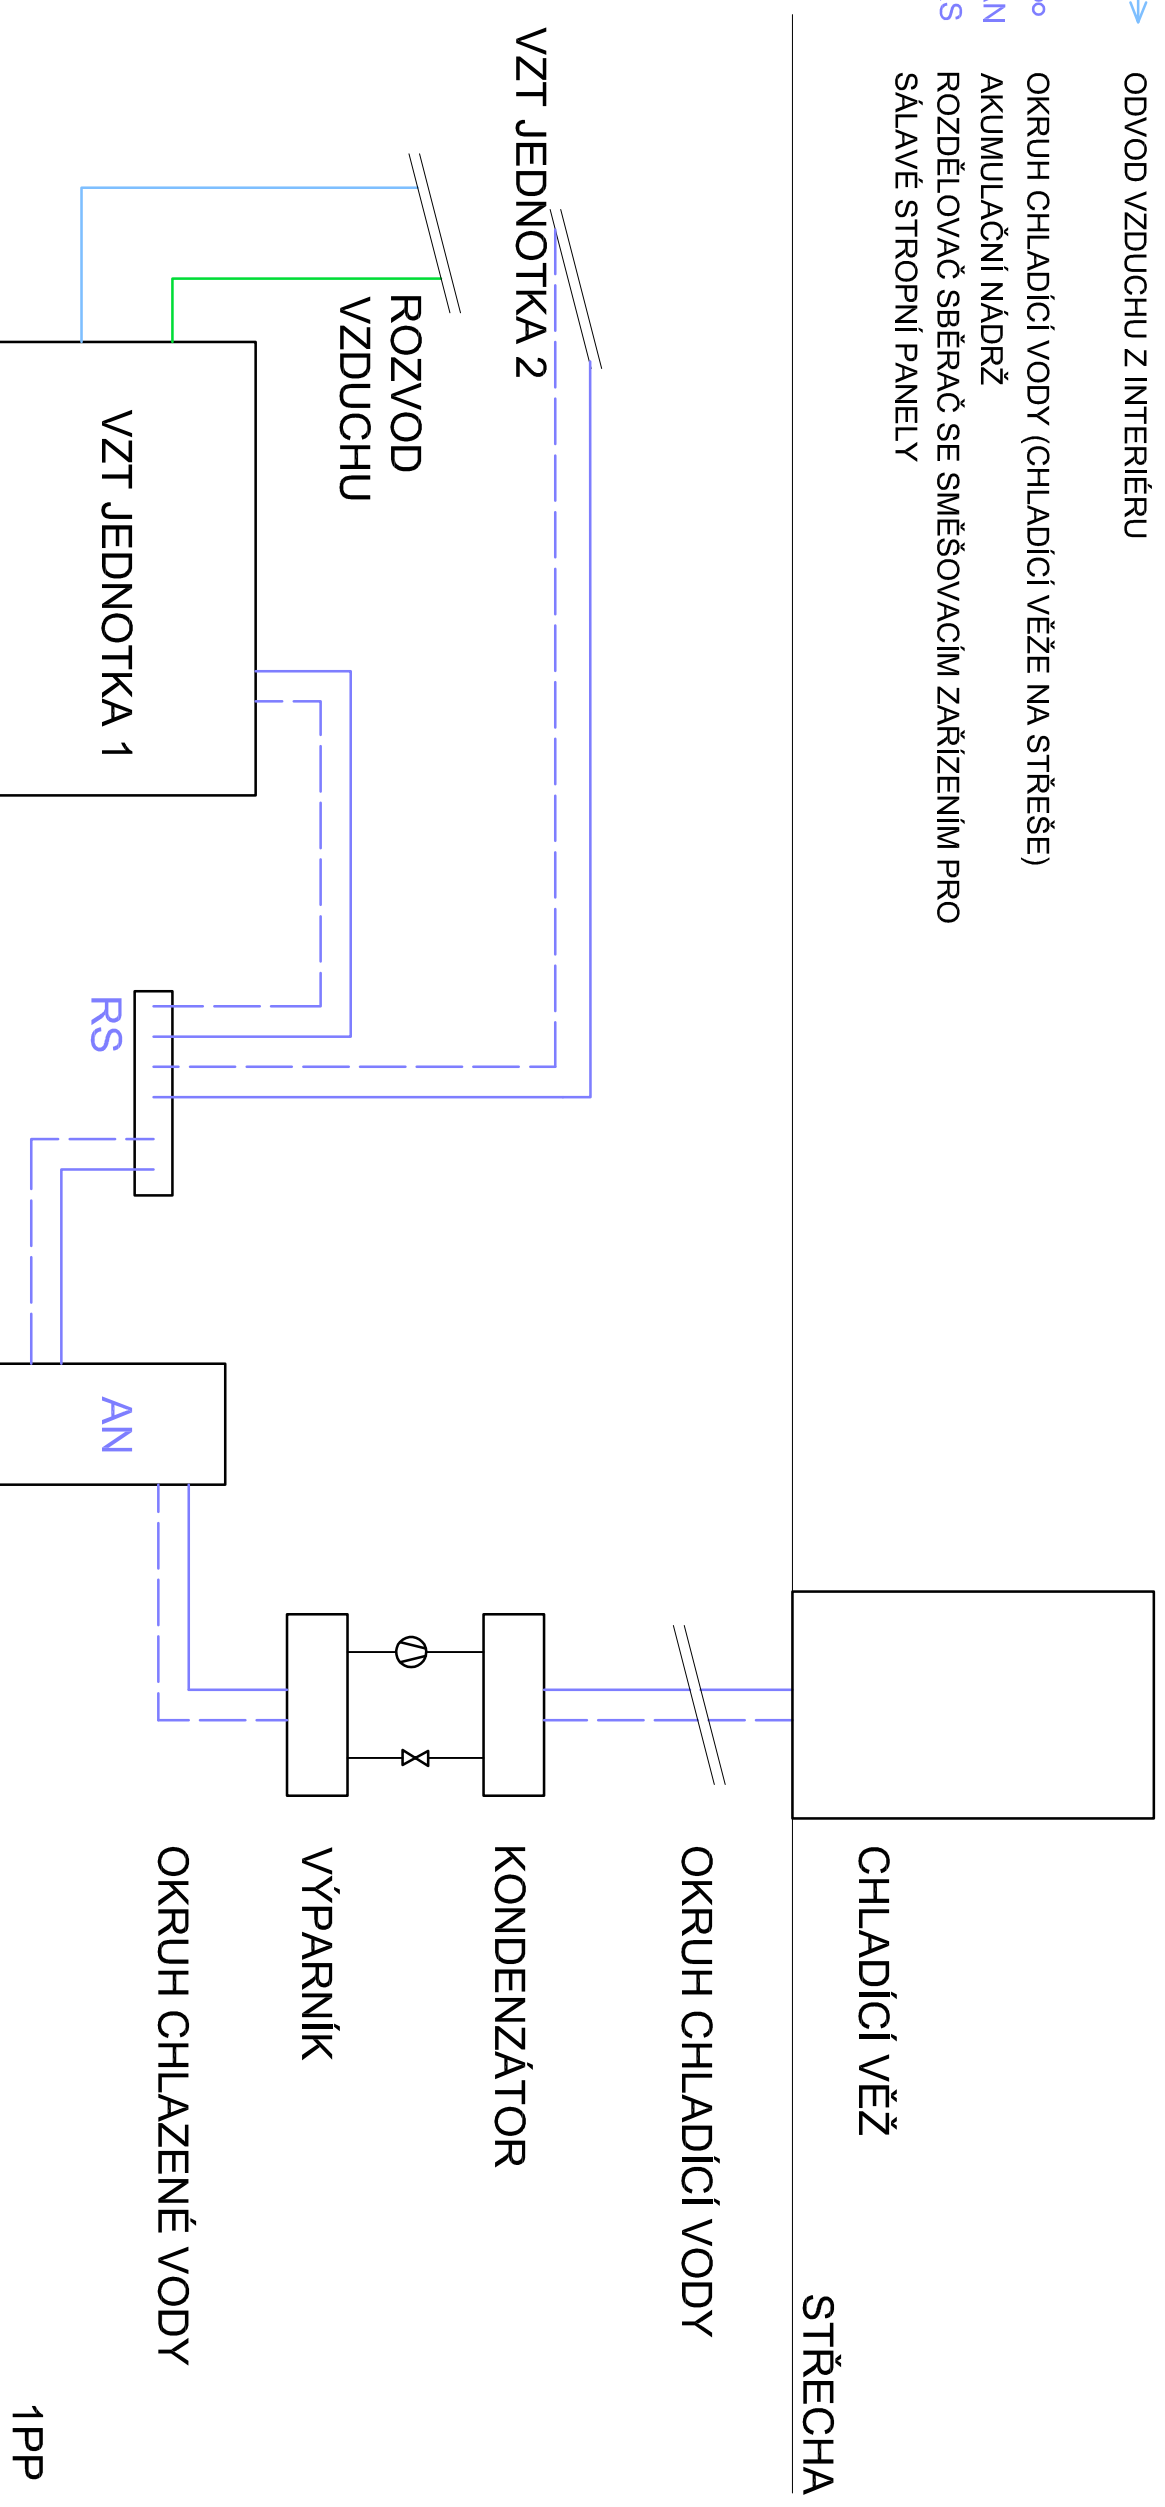 ODVOD VZDUCHU Z INTERIÉRU
OKRUH CHLADÍCÍ VODY (CHLADÍCÍ VĚŽE NA STŘEŠE)
AKUMULAČNÍ NÁDRŽ
ROZDĚLOVAČ SBĚRAČ SE SMĚŠOVACÍM ZAŘÍZENÍM PRO
SÁLAVÉ STROPNÍ PANELY
CHLADÍCÍ VĚŽ
STŘECHA
OKRUH CHLADÍCÍ VODY
VZT JEDNOTKA 2
KONDENZÁTOR
ROZVOD
VZDUCHU
VÝPARNÍK
OKRUH CHLAZENÉ VODY
VZT JEDNOTKA 1
RS
AN
1PP